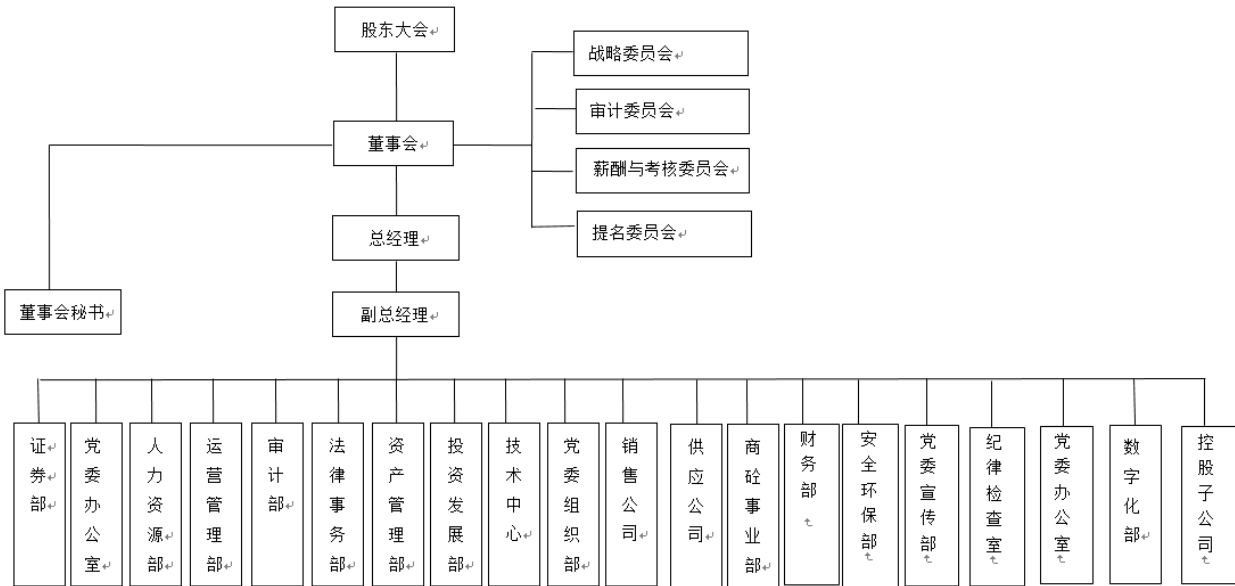 股东大会
战略委员会
审计委员会
董事会
薪酬与考核委员会
提名委员会
总经理
董事会秘书
副总经理
证券部
党委办公室
人力资源部
运营管理部
审计部
法律事务部
资产管理部
投资发展部
技术中心
党委组织部
销售公司
供应公司
商砼事业部
财务部
安全环保部
党委宣传部
纪律检查室
党委办公室
数字化部
控股子公司